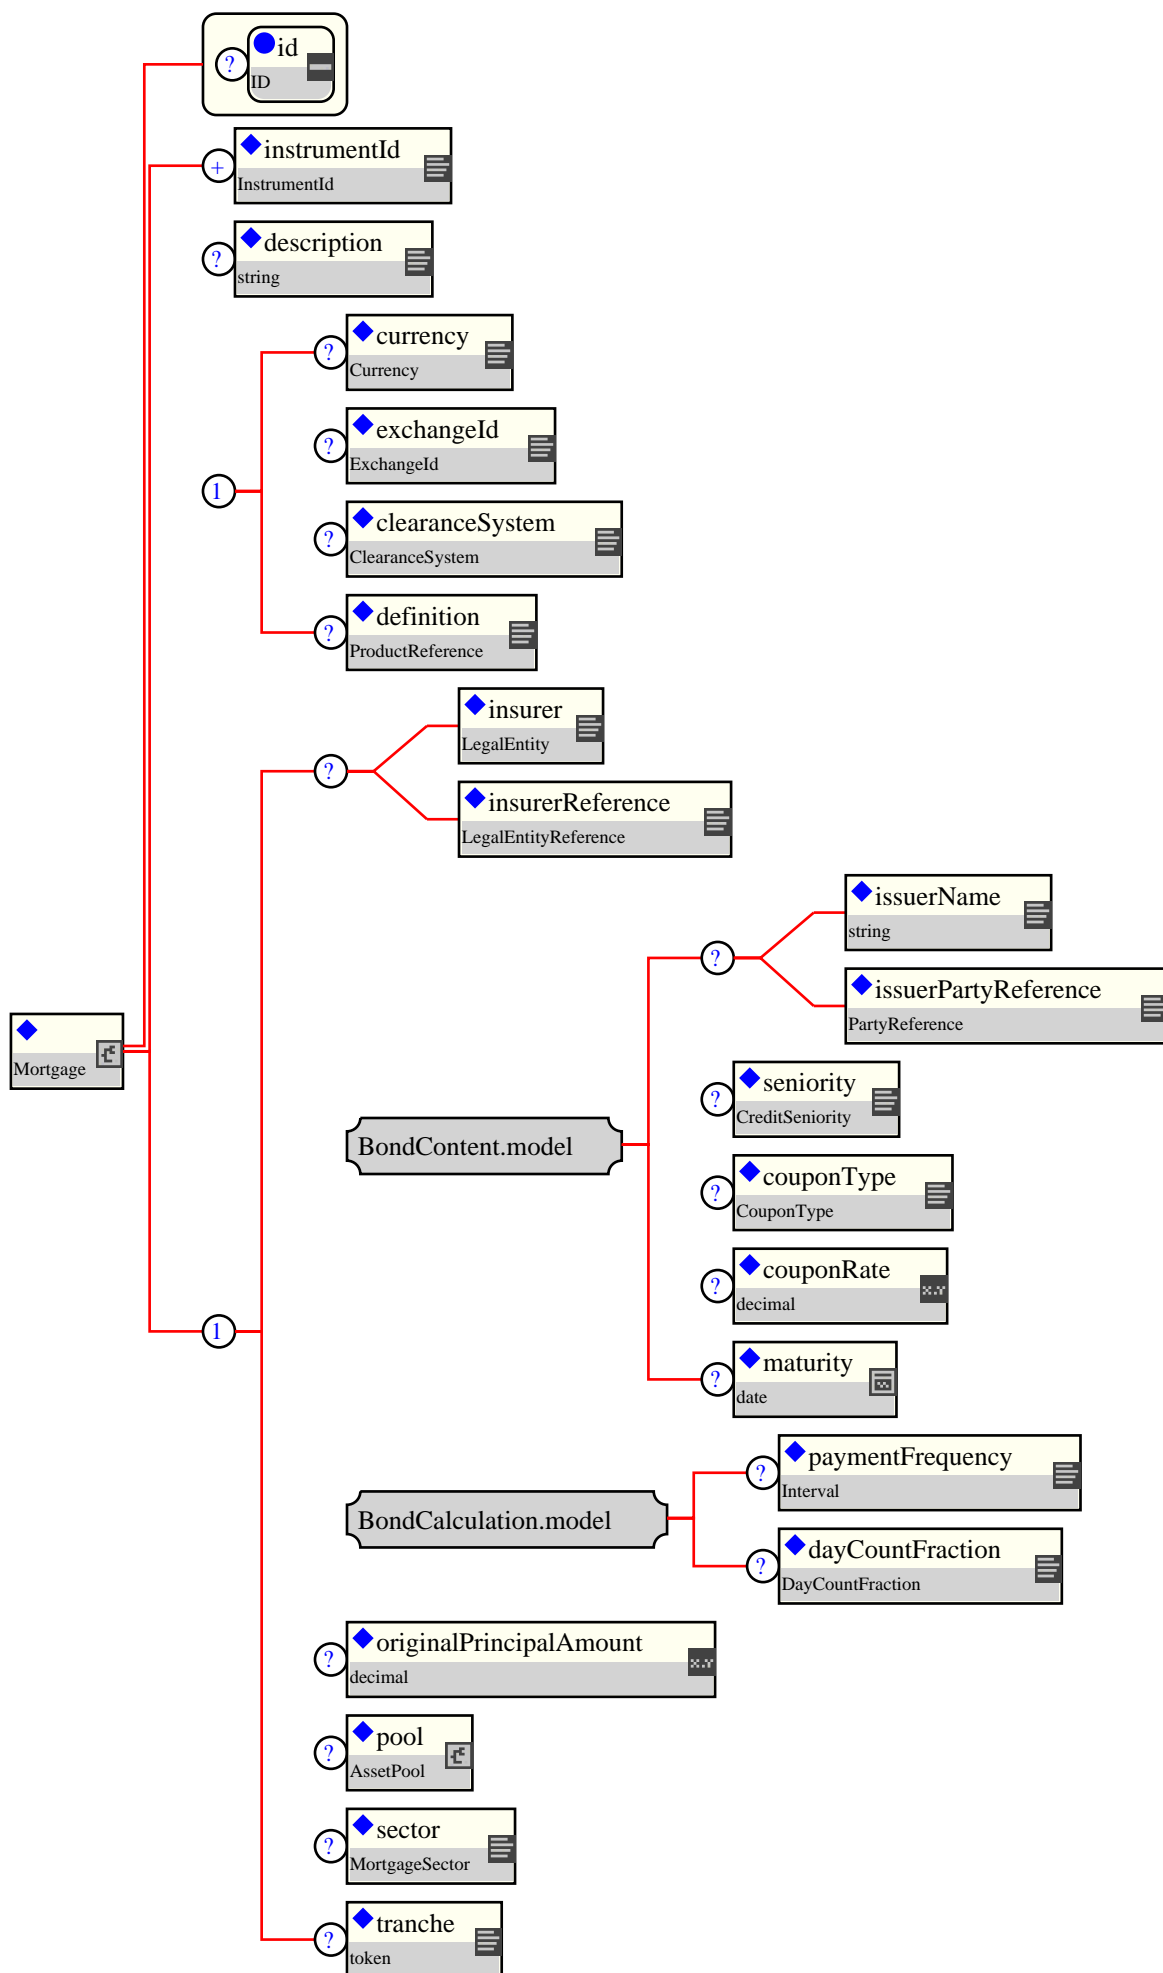 ? id
ID
+ instrumentId
InstrumentId
? description
string
? currency
Currency
? exchangeId
ExchangeId
1
? clearanceSystem
ClearanceSystem
? definition
ProductReference
insurer
?
LegalEntity
insurerReference
LegalEntityReference
issuerName
string
?
issuerPartyReference
PartyReference
Mortgage
? seniority
CreditSeniority
BondContent.model
? couponType
CouponType
? couponRate
x.y
decimal
1
? maturity
date
? paymentFrequency
Interval
BondCalculation.model
? dayCountFraction
DayCountFraction
? originalPrincipalAmount
x.y
decimal
? pool
AssetPool
? sector
MortgageSector
? tranche
token